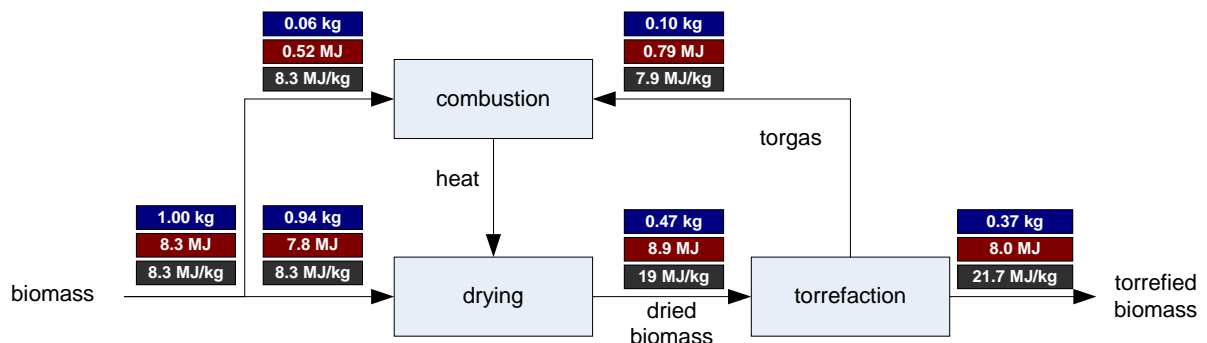 0.06 kg
0.52 MJ
8.3 MJ/kg
combustion
0.10 kg
0.79 MJ
7.9 MJ/kg
heat
torgas
biomass
1.00 kg
8.3 MJ
8.3 MJ/kg
0.94 kg
7.8 MJ
8.3 MJ/kg
drying
0.47 kg
8.9 MJ
19 MJ/kg
dried
biomass
torrefaction
0.37 kg
8.0 MJ
21.7 MJ/kg
torrefied
biomass